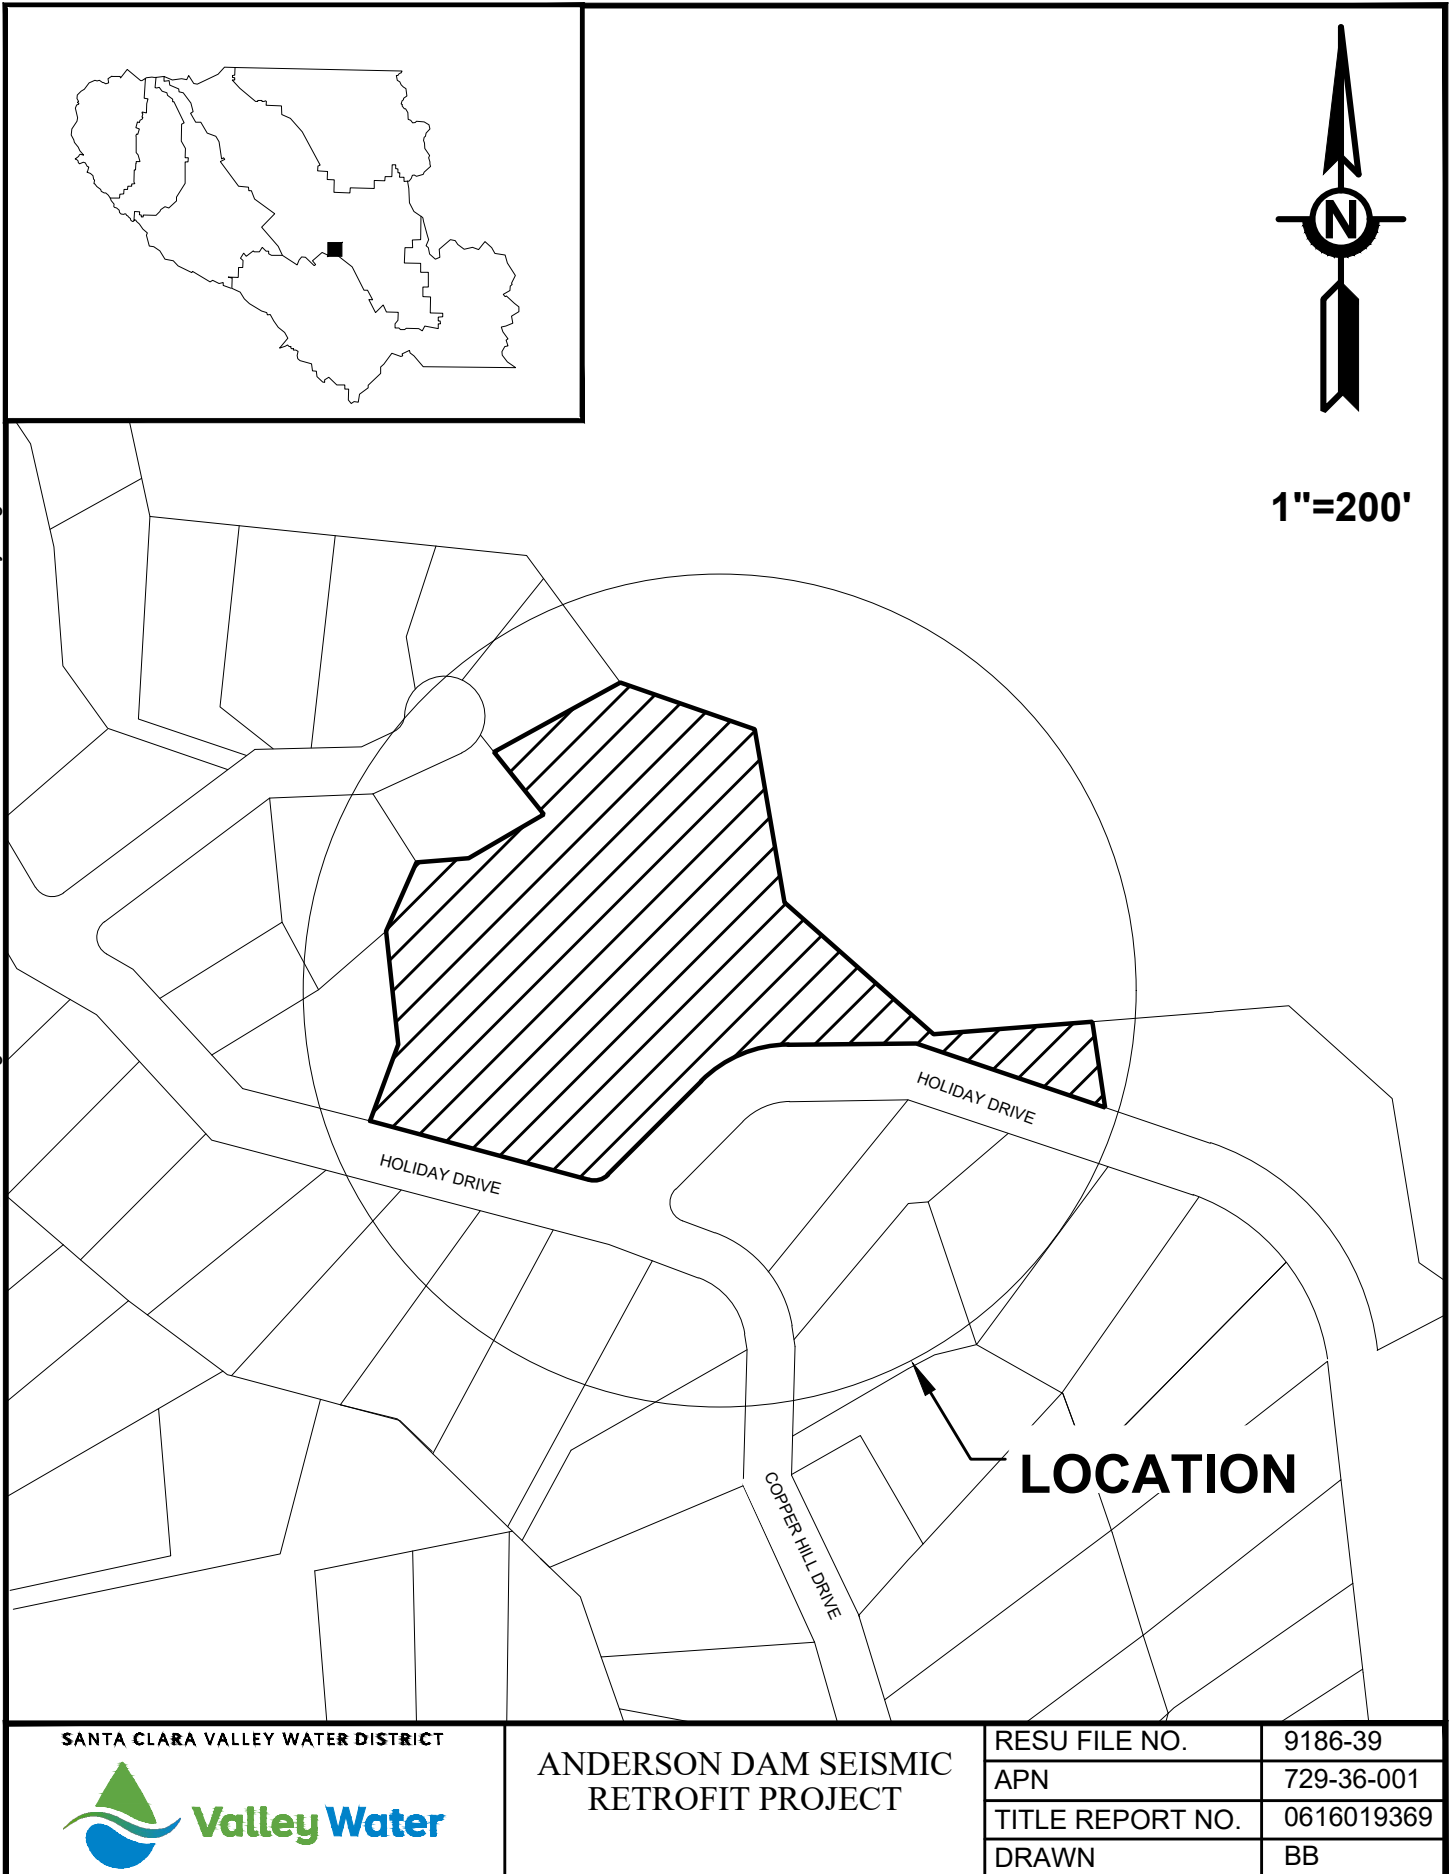 N
1"=200'
HOLIDAY DRIVE
HOLIDAY DRIVE
LOCATION
COPPER HILL DRIVE
SANTA CLARA VALLEY WATER DISTRICT
Valley Water
ANDERSON DAM SEISMIC
RETROFIT PROJECT
RESU FILE NO. 9186-39
APN 729-36-001
TITLE REPORT NO. 0616019369
DRAWN BB